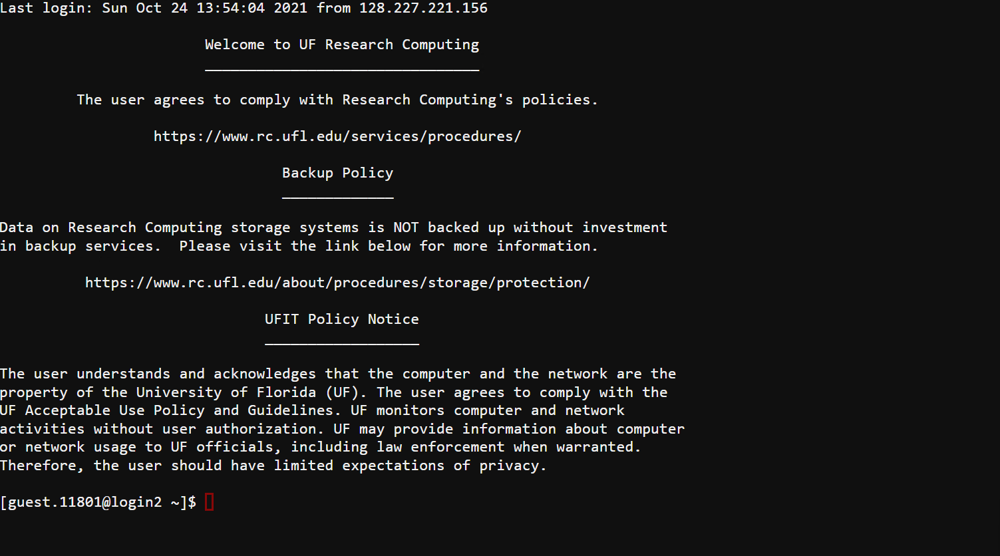 Last login: Sun Oct 24 13:54:04 2021 from 128.227.221.156
Welcome to UF Research Computing
________________________________
The user agrees to comply with Research Computing's policies.
https://www.rc.ufl.edu/services/procedures/
Backup Policy
_____________
Data on Research Computing storage systems is NOT backed up without investment
in backup services.  Please visit the link below for more information.
https://www.rc.ufl.edu/about/procedures/storage/protection/
UFIT Policy Notice
__________________
The user understands and acknowledges that the computer and the network are the
property of the University of Florida (UF). The user agrees to comply with the
UF Acceptable Use Policy and Guidelines. UF monitors computer and network
activities without user authorization. UF may provide information about computer
or network usage to UF officials, including law enforcement when warranted.
Therefore, the user should have limited expectations of privacy.
[guest.11801@login2 ~]$